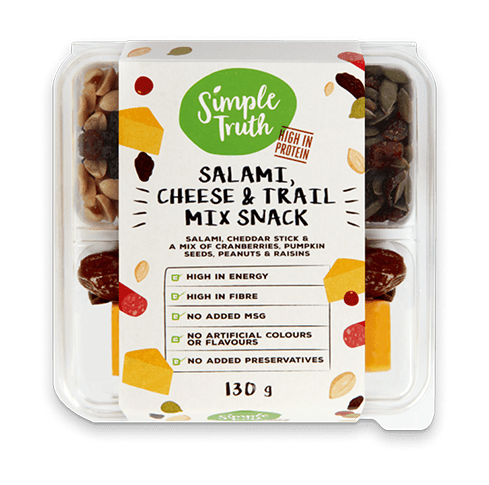 Simple
Truth
HIGH IN
PROTEIN
SALAMI,
CHEESE & TRAIL
MIX SNACK
SALAMI, CHEDDAR STICK &
A MIX OF CRANBERRIES, PUMPKIN
SEEDS, PEANUTS & RAISINS
HIGH IN ENERGY
HIGH IN FIBRE
NO ADDED MSG
NO ARTIFICIAL COLOURS
OR FLAVOURS
NO ADDED PRESERVATIVES
130 g
Simple